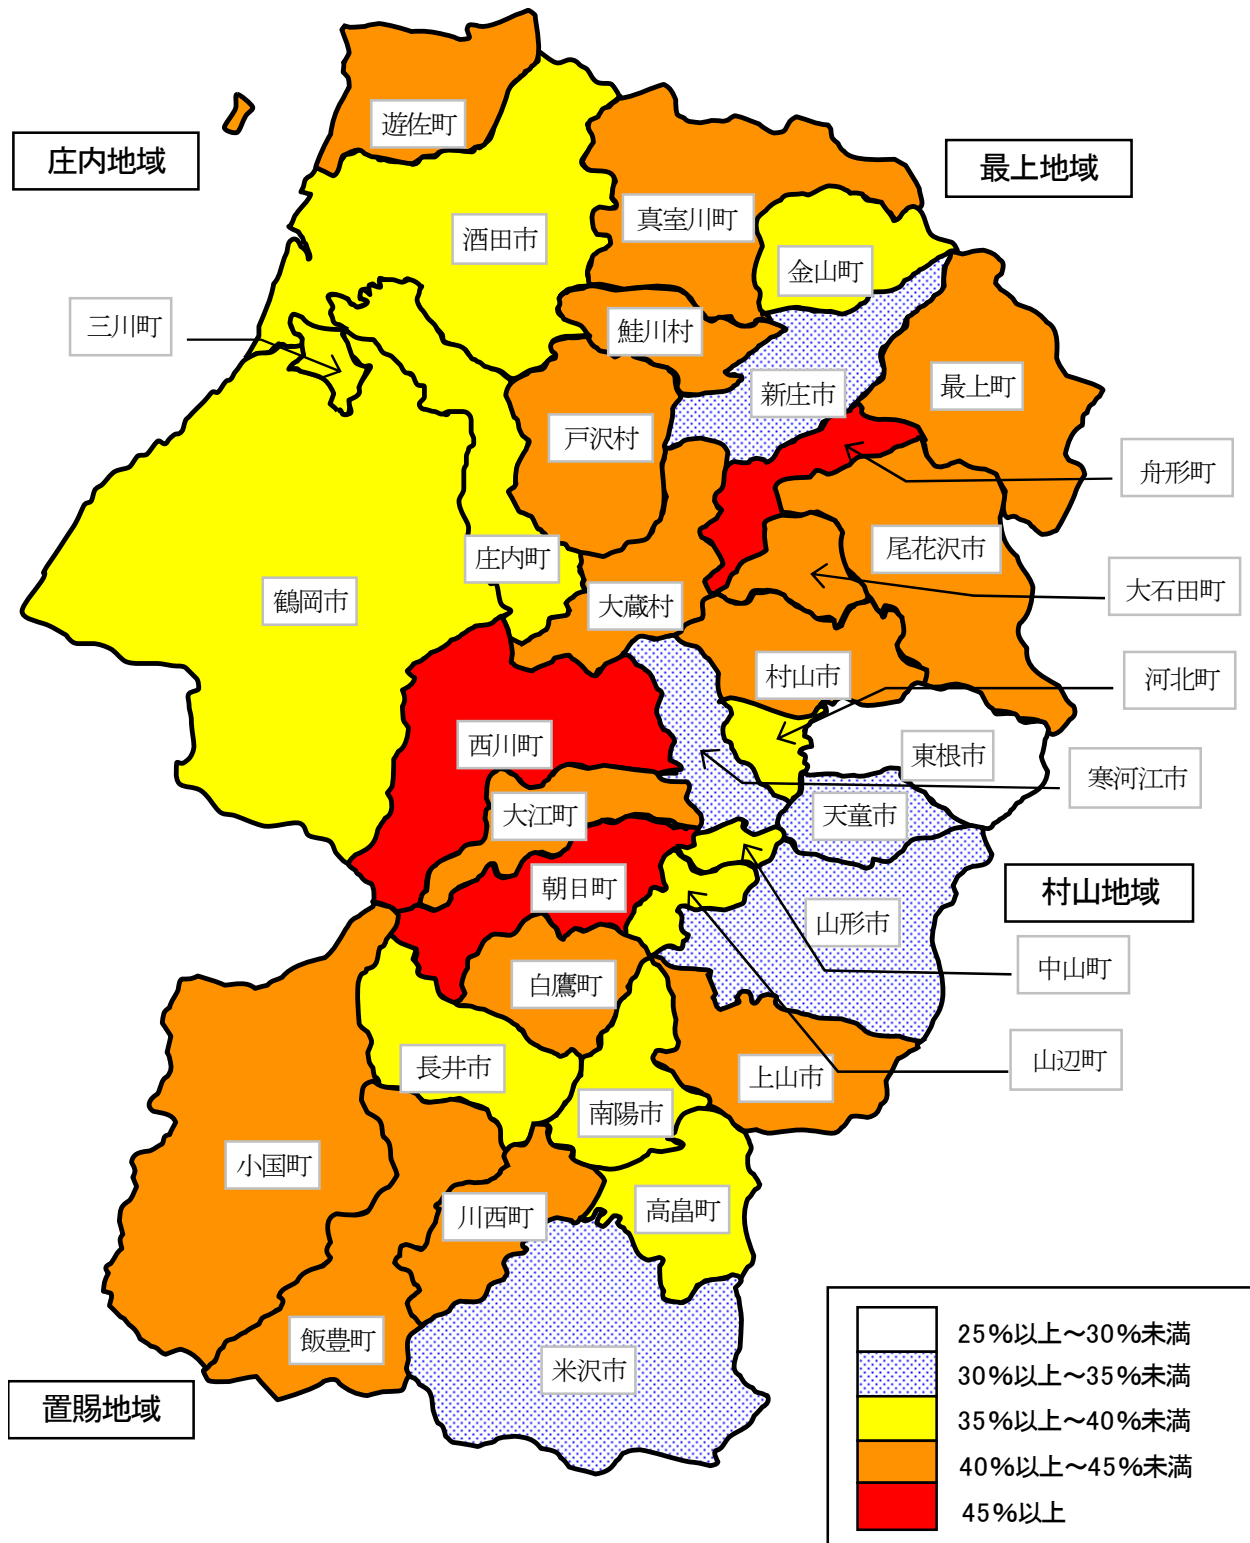 遊佐町
庄内地域
最上地域
真室川町
酒田市
金山町
三川町
鮭川村
新庄市
最上町
戸沢村
舟形町
尾花沢市
庄内町
大石田町
鶴岡市
大蔵村
村山市
河北町
西川町
東根市
寒河江市
大江町
天童市
朝日町
村山地域
山形市
中山町
白鷹町
山辺町
長井市
上山市
南陽市
小国町
高畠町
川西町
飯豊町
米沢市
置賜地域
25%以上～30%未満
30%以上～35%未満
35%以上～40%未満
40%以上～45%未満
45%以上